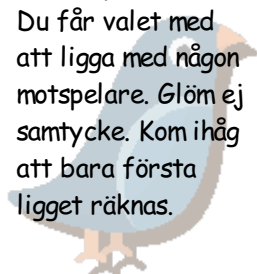 Du får valet med
att ligga med någon
motspelare. Glöm ej
samtycke. Kom ihåg
att bara första
ligget räknas.